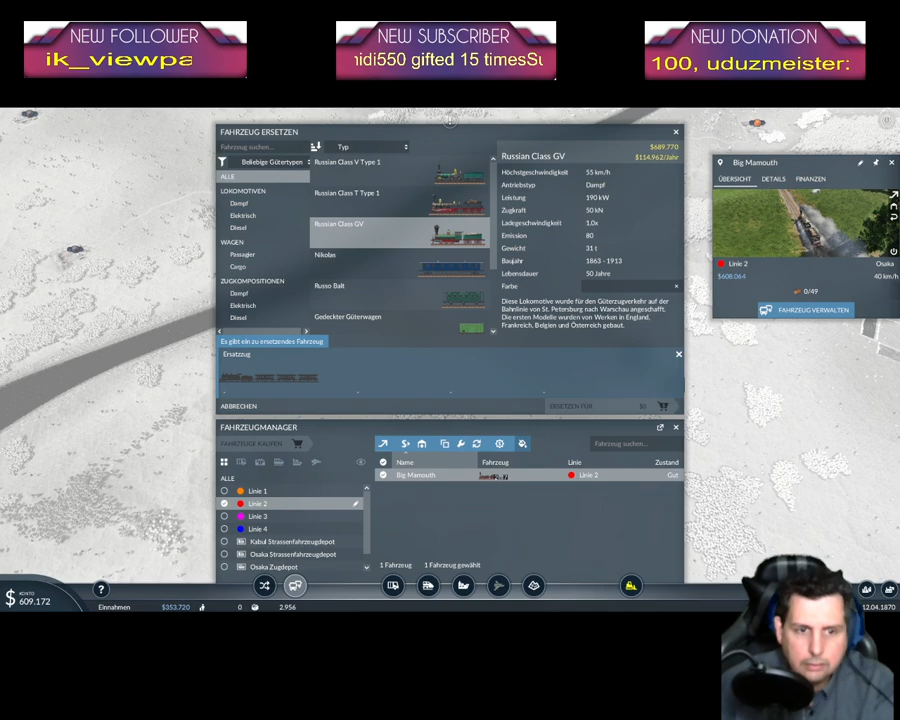 NEW FOLLOWER
ik_viewpa
NEW SUBSCRIBER
nidi550 gifted 15 timesSu
NEW DONATION
100, uduzmeister:
FAHRZEUG ERSETZEN
Fahrzeug suchen...
Typ
Beliebige Gütertypen
ALLE
LOKOMOTIVEN
Dampf
Elektrisch
Diesel
WAGEN
Passagier
Cargo
ZUGKOMPOSITIONEN
Dampf
Elektrisch
Diesel
Russian Class V Type 1
Russian Class T Type 1
Russian Class GV
Nikolas
Russo Balt
Gedeckter Güterwagen
$689.770
Russian Class GV
$114.962/Jahr
Höchstgeschwindigkeit 55 km/h
Antriebstyp Dampf
Leistung 190 kW
Zugkraft 50 kN
Ladegeschwindigkeit 1,0x
Emission 80
Gewicht 31 t
Baujahr 1863 - 1913
Lebensdauer 50 Jahre
Farbe
Diese Lokomotive wurde für den Güterzugverkehr auf der
Bahnlinie von St. Petersburg nach Warschau angeschafft.
Die ersten Modelle wurden von Werken in England,
Frankreich, Belgien und Österreich gebaut.
Es gibt ein zu ersetzendes Fahrzeug
Ersatzzug
ABBRECHEN
ERSETZEN FÜR $0
Big Mamouth
ÜBERSICHT DETAILS FINANZEN
Linie 2 Osaka
$608.064 40 km/h
0/49
FAHRZEUG VERWALTEN
FAHRZEUGMANAGER
FAHRZEUGE KAUFEN
Fahrzeug suchen...
ALLE
Linie 1
Linie 2
Linie 3
Linie 4
Kabul Strassenfahrzeugdepot
Osaka Strassenfahrzeugdepot
Osaka Zugdepot
Name Fahrzeug Linie Zustand
Big Mamouth Linie 2 Gut
1 Fahrzeug 1 Fahrzeug gewählt
$ KONTO
609.172
?
Einnahmen $353.720 0 2.956
12.04.1870